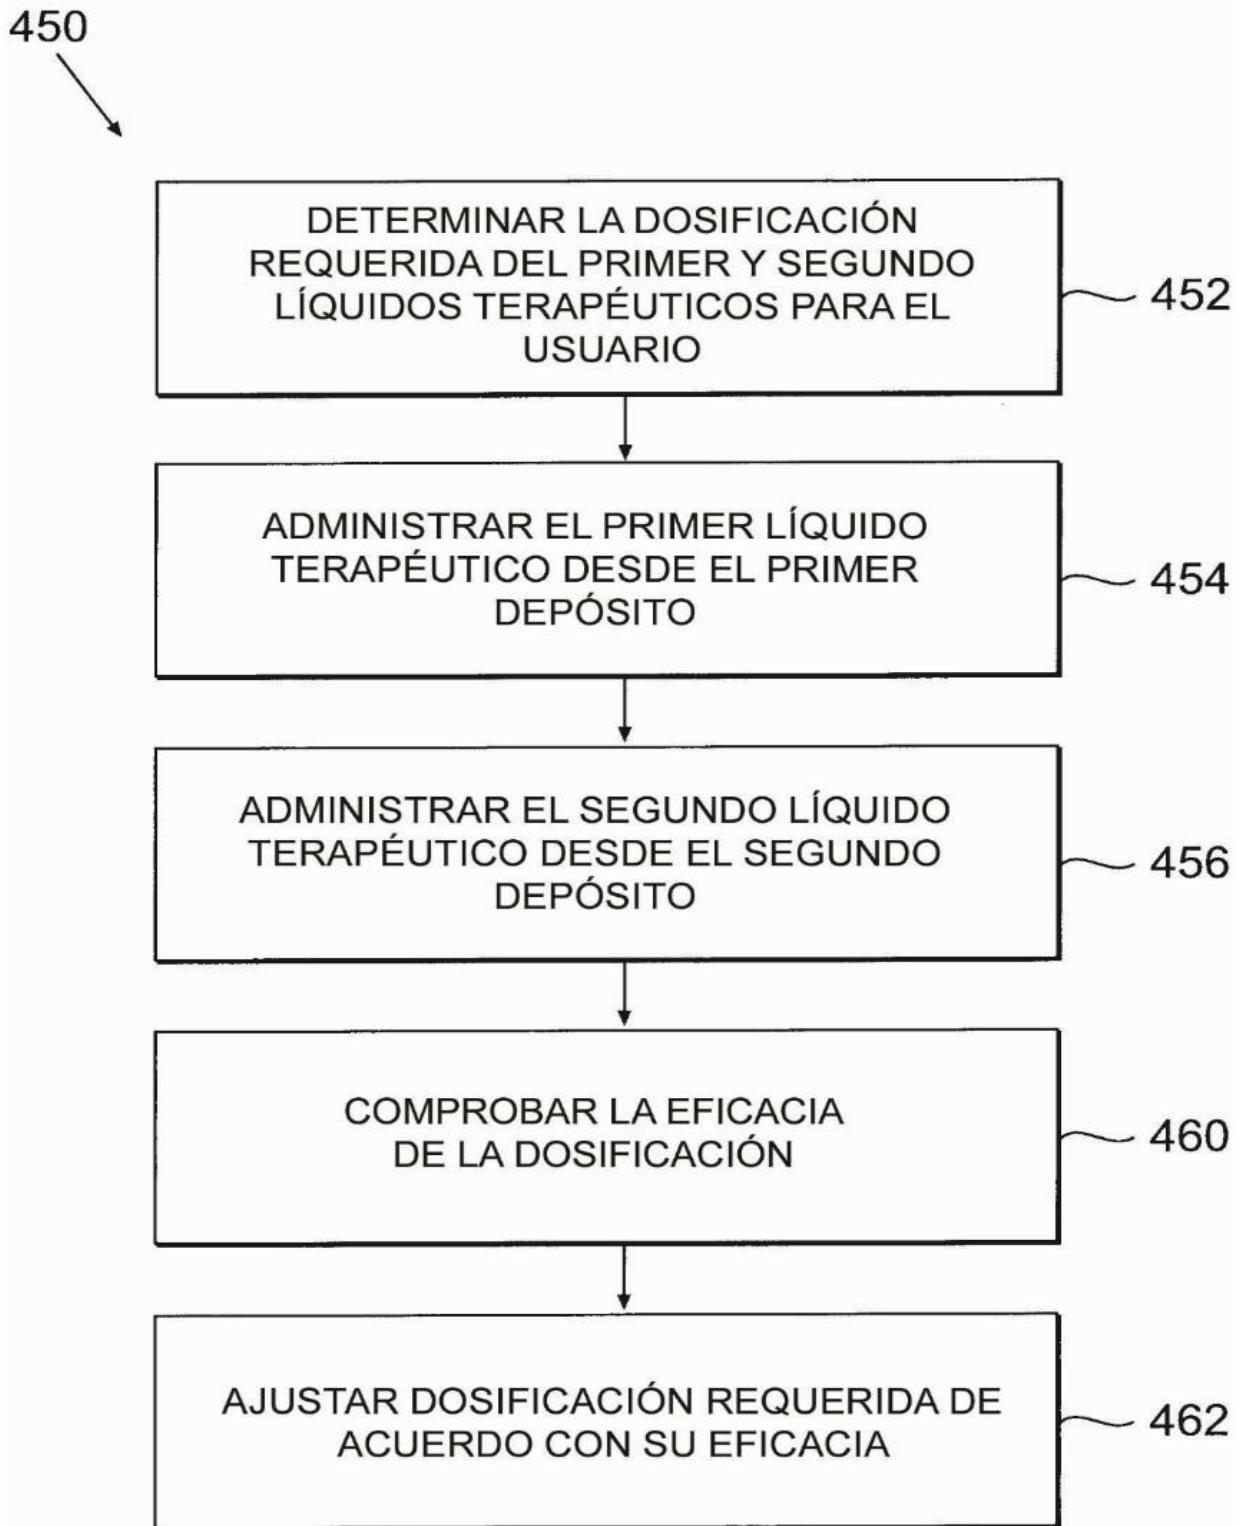 450
DETERMINAR LA DOSIFICACIÓN
REQUERIDA DEL PRIMER Y SEGUNDO
LÍQUIDOS TERAPÉUTICOS PARA EL
USUARIO
452
ADMINISTRAR EL PRIMER LÍQUIDO
TERAPÉUTICO DESDE EL PRIMER
DEPÓSITO
454
ADMINISTRAR EL SEGUNDO LÍQUIDO
TERAPÉUTICO DESDE EL SEGUNDO
DEPÓSITO
456
COMPROBAR LA EFICACIA
DE LA DOSIFICACIÓN
460
AJUSTAR DOSIFICACIÓN REQUERIDA DE
ACUERDO CON SU EFICACIA
462